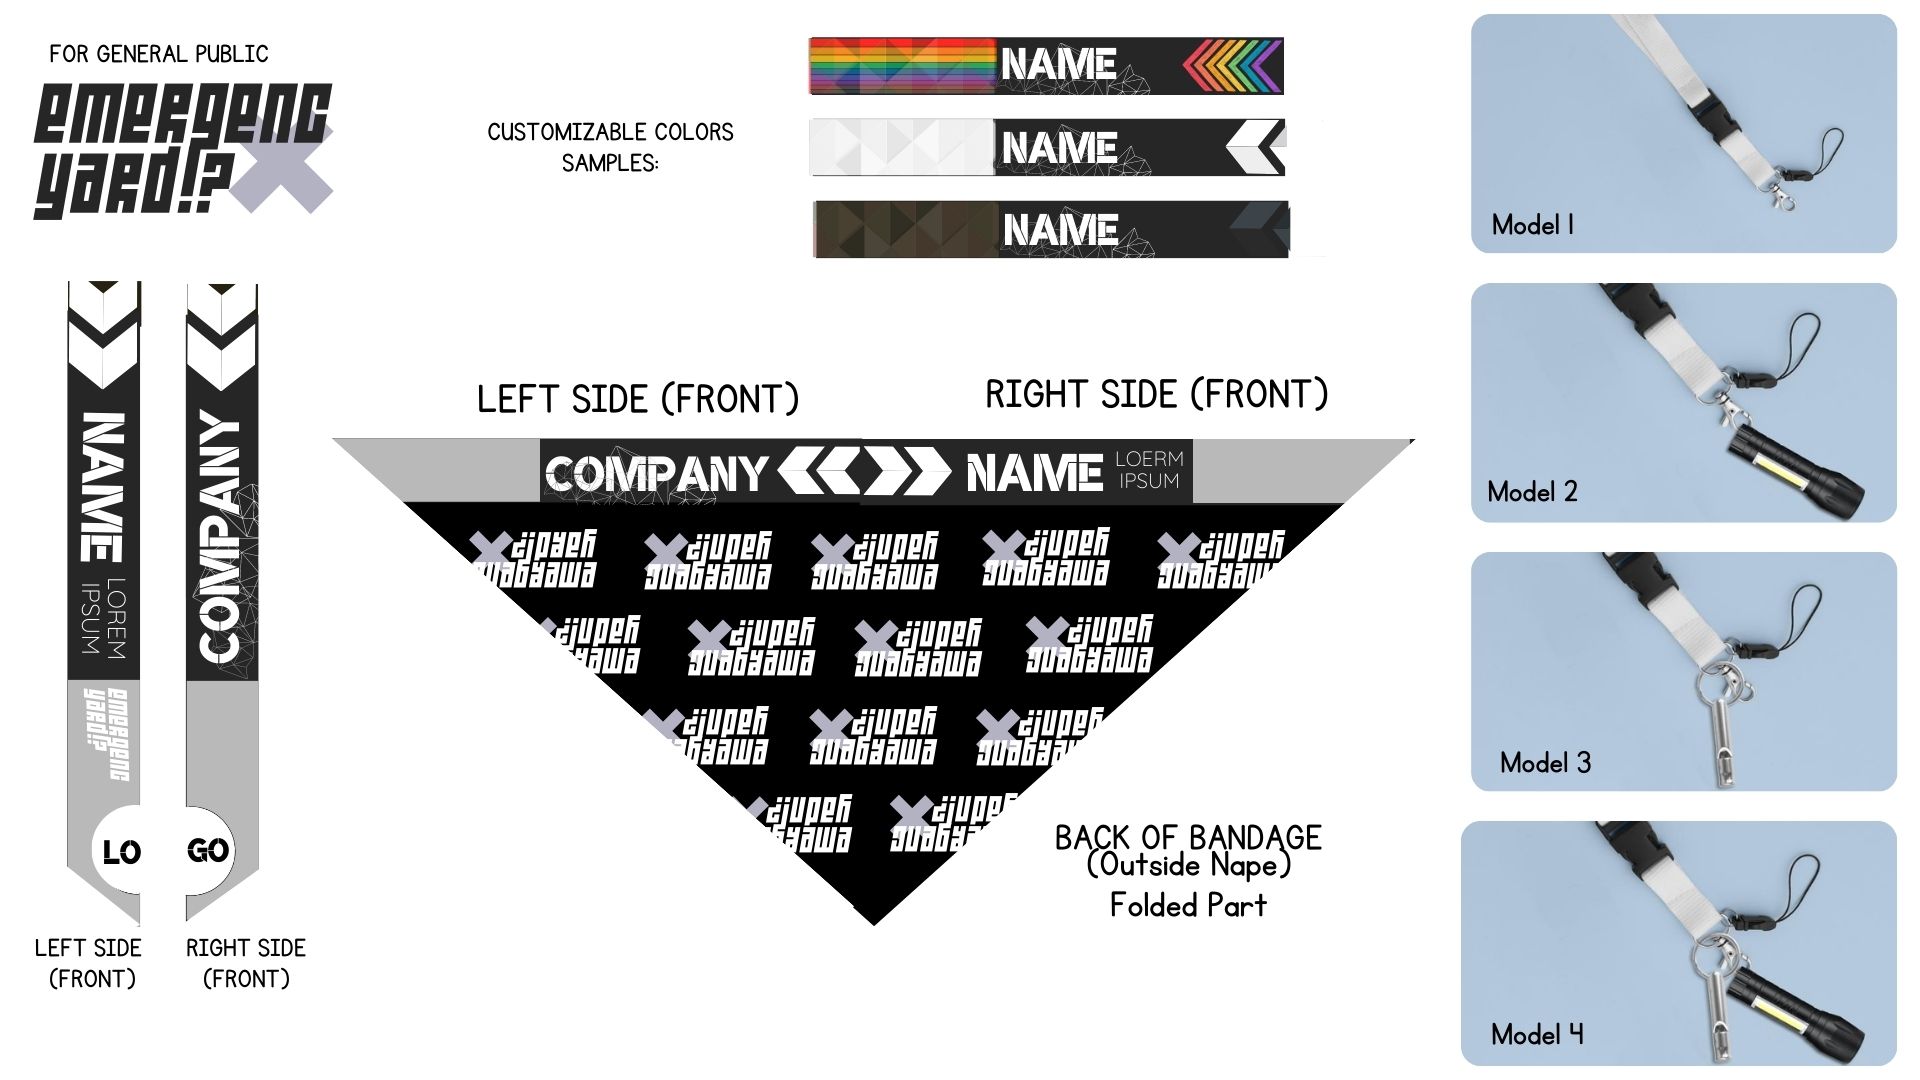 FOR GENERAL PUBLIC
emergenc
yard!?
CUSTOMIZABLE COLORS
SAMPLES:
NAME
NAME
NAME
Model 1
Model 2
Model 3
Model 4
NAME
LOREM
IPSUM
emergenc
yard!?
LO
LEFT SIDE
(FRONT)
COMPANY
GO
RIGHT SIDE
(FRONT)
LEFT SIDE (FRONT)
RIGHT SIDE (FRONT)
COMPANY
NAME
LOERM
IPSUM
BACK OF BANDAGE
(Outside Nape)
Folded Part